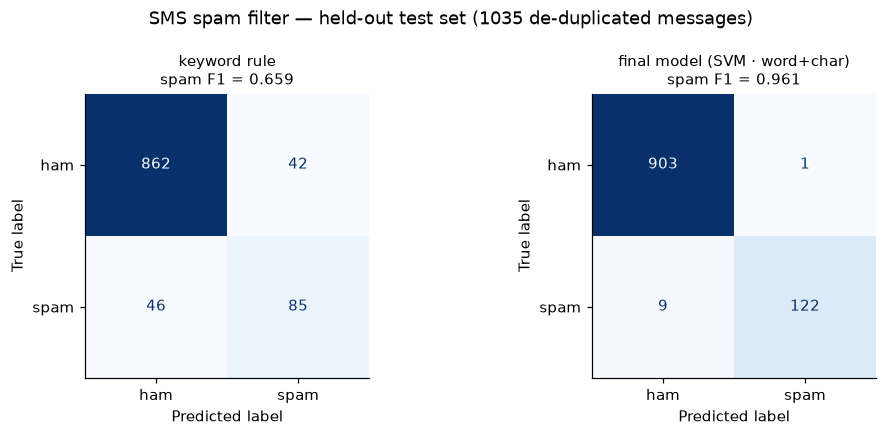 SMS spam filter — held-out test set (1035 de-duplicated messages)
keyword rule
spam F1 = 0.659
ham
862
42
spam
46
85
ham
spam
True label
Predicted label
final model (SVM · word+char)
spam F1 = 0.961
ham
903
1
spam
9
122
ham
spam
True label
Predicted label